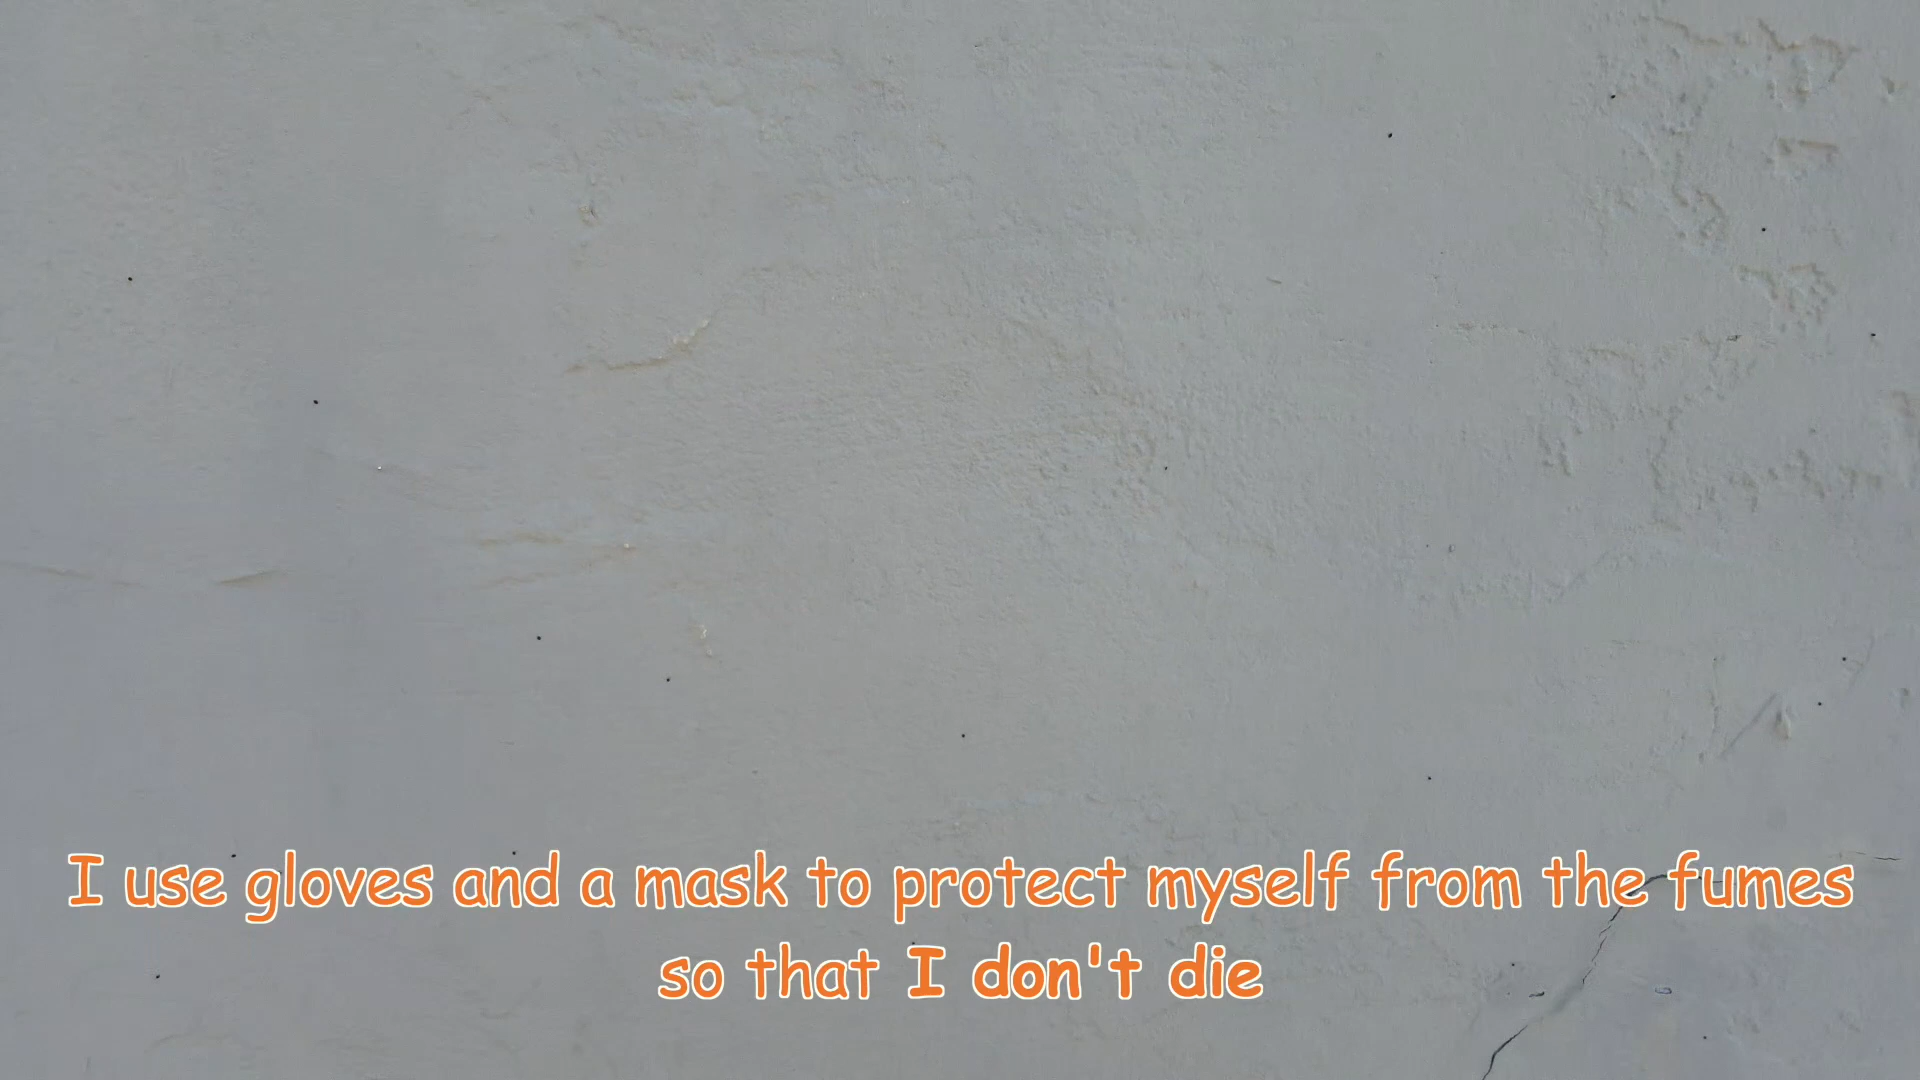 I use gloves and a mask to protect myself from the fumes
so that I don't die